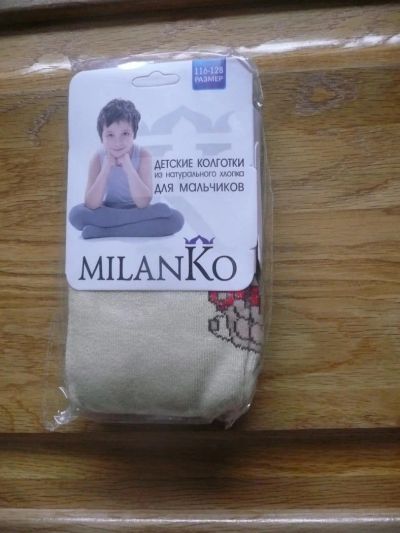 116-128
РАЗМЕР
ДЕТСКИЕ КОЛГОТКИ
ИЗ НАТУРАЛЬНОГО ХЛОПКА
ДЛЯ МАЛЬЧИКОВ
MILANKO